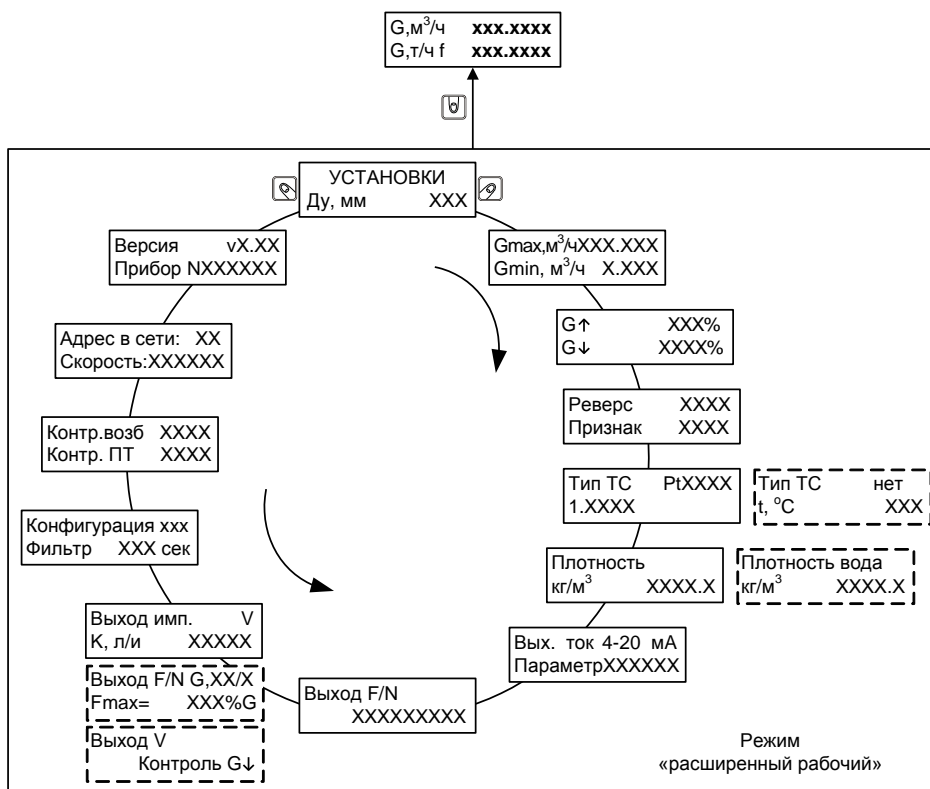 G,м³/ч xxx.xxxx
G,т/ч f xxx.xxxx
УСТАНОВКИ
Ду, мм XXX
Gmax,м³/чXXX.XXX
Gmin, м³/ч X.XXX
G↑ XXX%
G↓ XXXX%
Реверс XXXX
Признак XXXX
Тип ТС PtXXXX
1.XXXX
Тип ТС нет
t, °C XXX
Плотность
кг/м³ XXXX.X
Плотность вода
кг/м³ XXXX.X
Вых. ток 4-20 мА
ПараметрXXXXXX
Выход F/N
XXXXXXXXX
Выход имп. V
K, л/и XXXXX
Выход F/N G,XX/X
Fmax= XXX%G
Выход V
Контроль G↓
Конфигурация xxx
Фильтр XXX сек
Контр.возб XXXX
Контр. ПТ XXXX
Адрес в сети: XX
Скорость:XXXXXX
Версия vX.XX
Прибор NXXXXXX
Режим
«расширенный рабочий»